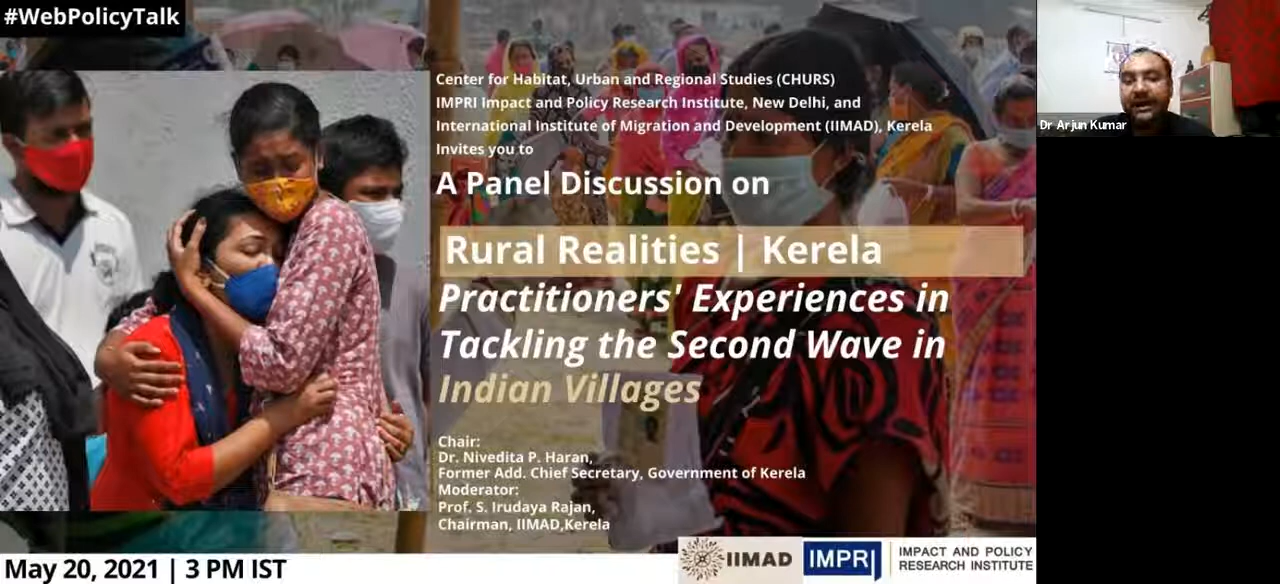 #WebPolicyTalk
Center for Habitat, Urban and Regional Studies (CHURS)
IMPRI Impact and Policy Research Institute, New Delhi, and
International Institute of Migration and Development (IIMAD), Kerela
Invites you to
A Panel Discussion on
Rural Realities | Kerela
Practitioners' Experiences in
Tackling the Second Wave in
Indian Villages
Chair:
Dr. Nivedita P. Haran,
Former Add. Chief Secretary, Government of Kerela
Moderator:
Prof. S. Irudaya Rajan,
Chairman, IIMAD,Kerela
May 20, 2021 | 3 PM IST
IIMAD
IMPRI
IMPACT AND POLICY
RESEARCH INSTITUTE
Dr Arjun Kumar